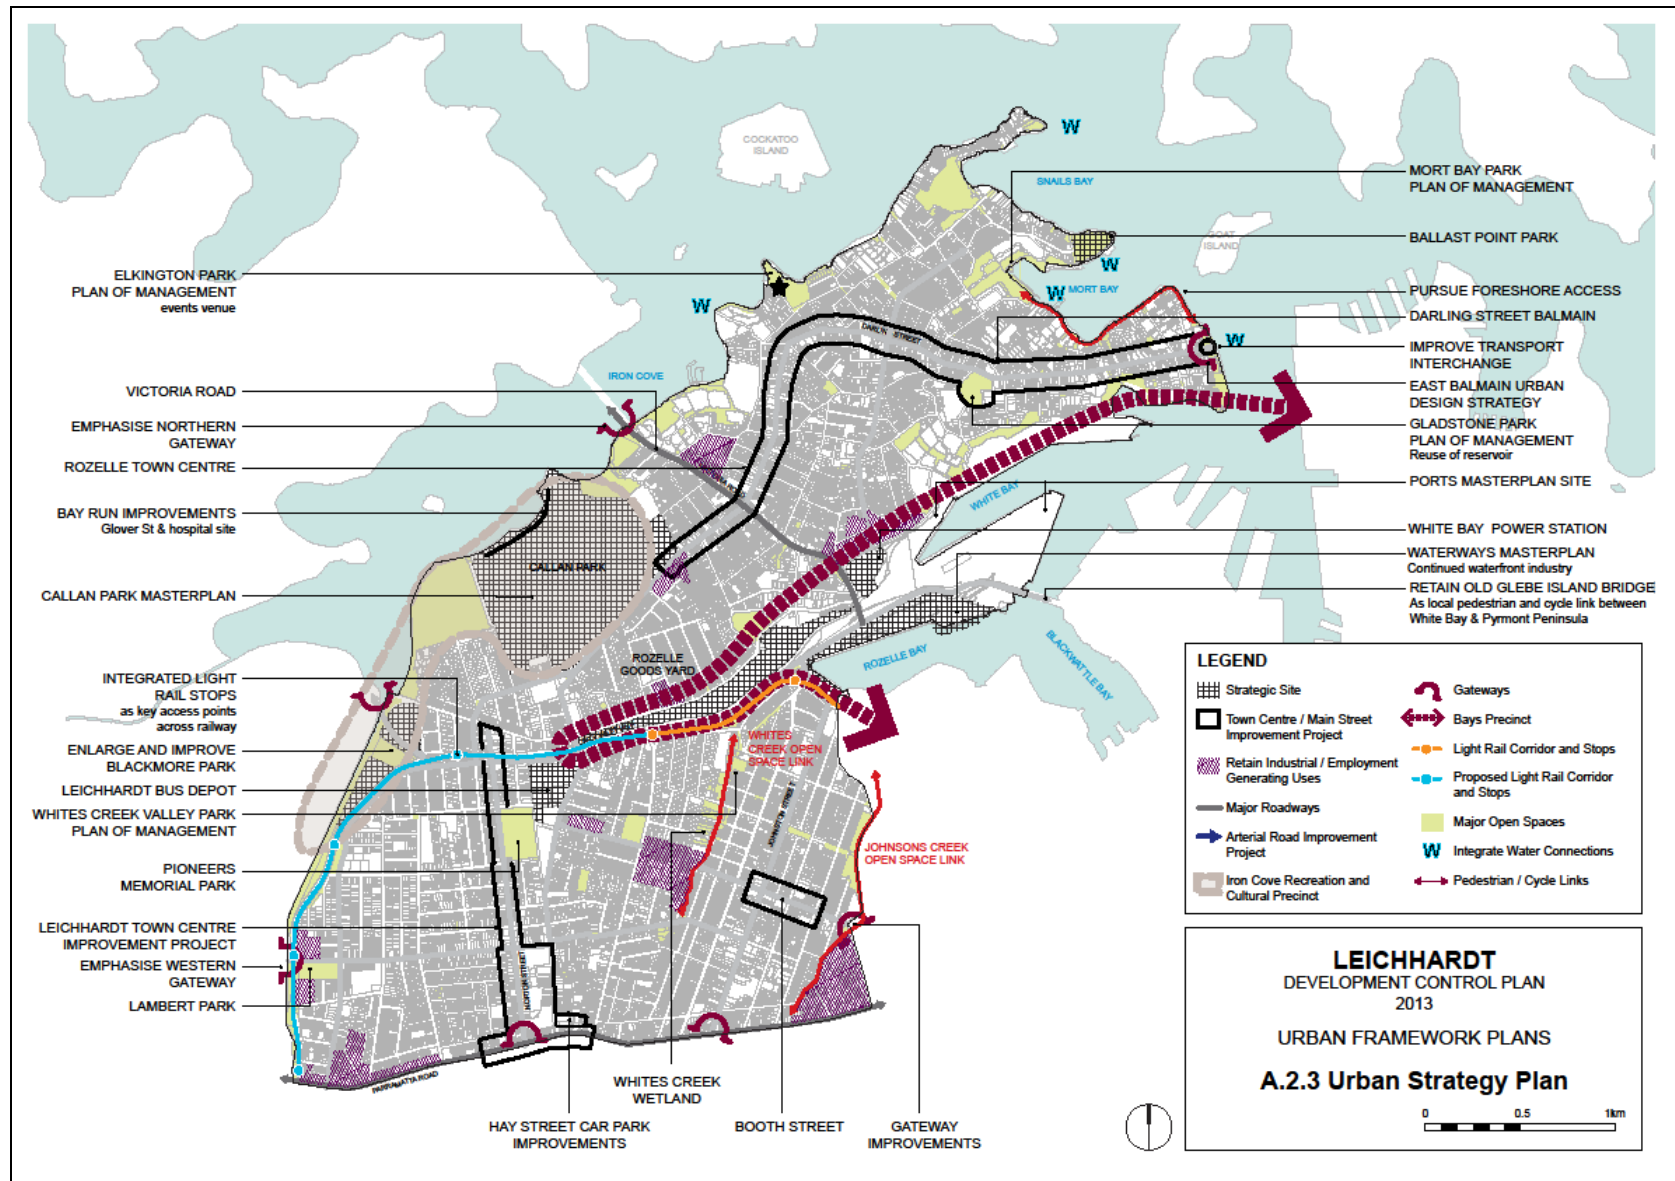 COCKATOO
ISLAND
SNAILS BAY
GOAT
ISLAND
MORT BAY
IRON COVE
DARLING STREET
WHITE BAY
ROZELLE BAY
BLACKWATTLE BAY
CALLAN PARK
ROZELLE
GOODS YARD
WHITES
CREEK OPEN
SPACE LINK
JOHNSONS CREEK
OPEN SPACE LINK
JOHNSTON STREET
NORTON STREET
PARRAMATTA ROAD
W
W
W
W
W
ELKINGTON PARK
PLAN OF MANAGEMENT
events venue
VICTORIA ROAD
EMPHASISE NORTHERN
GATEWAY
ROZELLE TOWN CENTRE
BAY RUN IMPROVEMENTS
Glover St & hospital site
CALLAN PARK MASTERPLAN
INTEGRATED LIGHT
RAIL STOPS
as key access points
across railway
ENLARGE AND IMPROVE
BLACKMORE PARK
LEICHHARDT BUS DEPOT
WHITES CREEK VALLEY PARK
PLAN OF MANAGEMENT
PIONEERS
MEMORIAL PARK
LEICHHARDT TOWN CENTRE
IMPROVEMENT PROJECT
EMPHASISE WESTERN
GATEWAY
LAMBERT PARK
HAY STREET CAR PARK
IMPROVEMENTS
WHITES CREEK
WETLAND
BOOTH STREET
GATEWAY
IMPROVEMENTS
MORT BAY PARK
PLAN OF MANAGEMENT
BALLAST POINT PARK
PURSUE FORESHORE ACCESS
DARLING STREET BALMAIN
IMPROVE TRANSPORT
INTERCHANGE
EAST BALMAIN URBAN
DESIGN STRATEGY
GLADSTONE PARK
PLAN OF MANAGEMENT
Reuse of reservoir
PORTS MASTERPLAN SITE
WHITE BAY POWER STATION
WATERWAYS MASTERPLAN
Continued waterfront industry
RETAIN OLD GLEBE ISLAND BRIDGE
As local pedestrian and cycle link between
White Bay & Pyrmont Peninsula
LEGEND
Strategic Site
Town Centre / Main Street
Improvement Project
Retain Industrial / Employment
Generating Uses
Major Roadways
Arterial Road Improvement
Project
Iron Cove Recreation and
Cultural Precinct
Gateways
Bays Precinct
Light Rail Corridor and Stops
Proposed Light Rail Corridor
and Stops
Major Open Spaces
W Integrate Water Connections
Pedestrian / Cycle Links
LEICHHARDT
DEVELOPMENT CONTROL PLAN
2013
URBAN FRAMEWORK PLANS
A.2.3 Urban Strategy Plan
0 0.5 1km